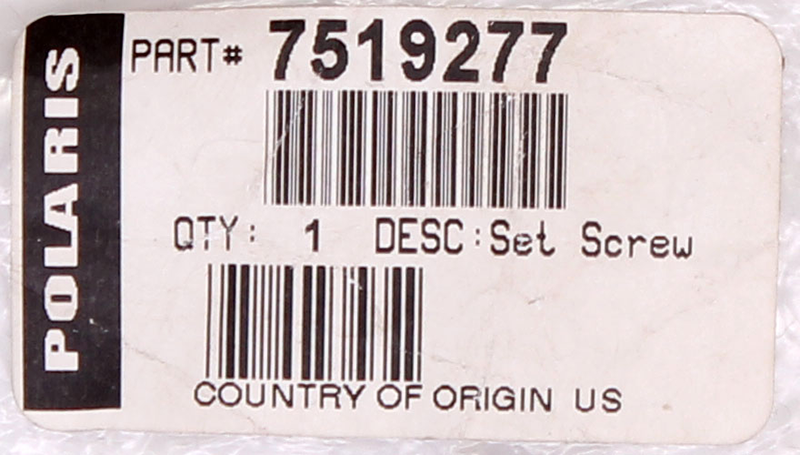 POLARIS
PART# 7519277
QTY: 1 DESC:Set Screw
COUNTRY OF ORIGIN US